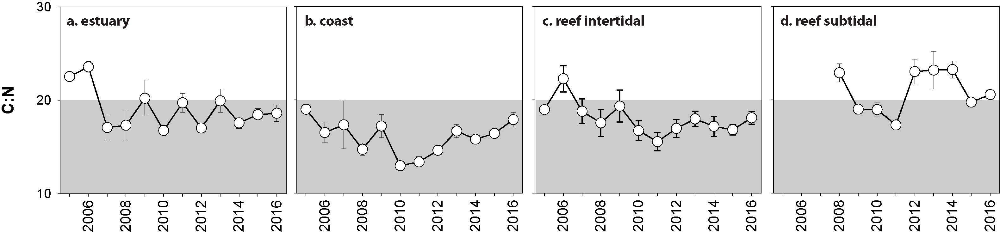 30
20
10
C:N
a. estuary
b. coast
c. reef intertidal
d. reef subtidal
2006 2008 2010 2012 2014 2016
2006 2008 2010 2012 2014 2016
2006 2008 2010 2012 2014 2016
2006 2008 2010 2012 2014 2016